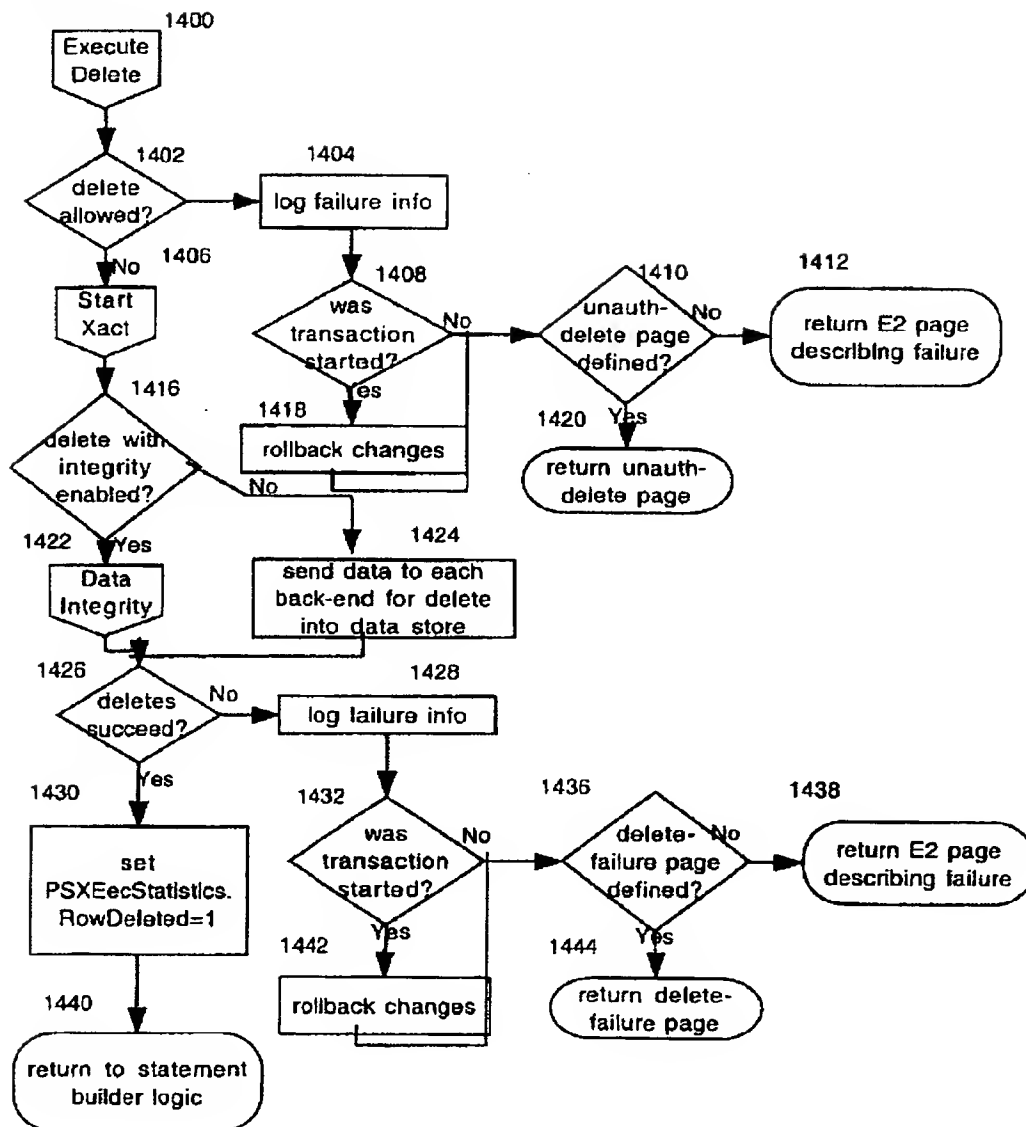 1400
Execute
Delete
1402
delete
allowed?
1404
log failure info
No
1406
Start
Xact
1408
was
transaction
started?
No
Yes
1410
unauth-
delete page
defined?
No
Yes
1412
return E2 page
describing failure
1416
delete with
integrity
enabled?
No
Yes
1418
rollback changes
1420
return unauth-
delete page
1422
Data
Integrity
1424
send data to each
back-end for delete
into data store
1426
deletes
succeed?
No
Yes
1428
log failure info
1430
set
PSXEecStatistics.
RowDeleted=1
1432
was
transaction
started?
No
Yes
1436
delete-
failure page
defined?
No
Yes
1438
return E2 page
describing failure
1440
return to statement
builder logic
1442
rollback changes
1444
return delete-
failure page